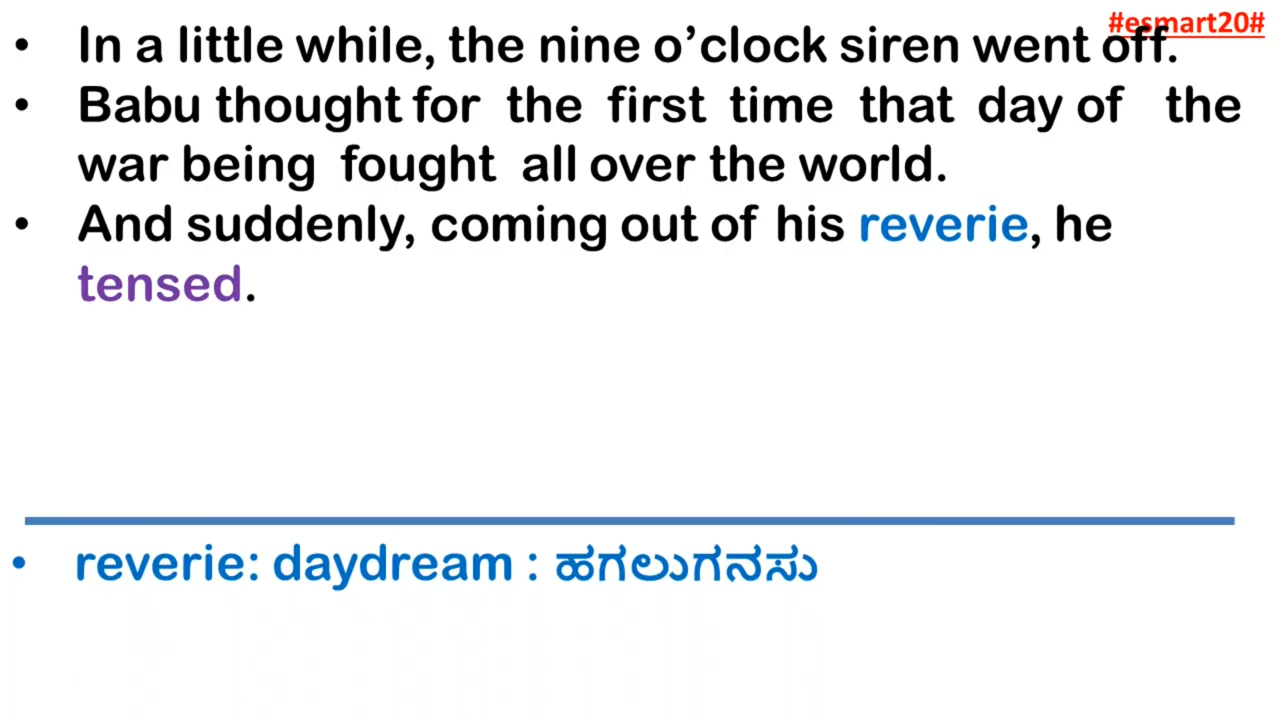 #esmart20#
• In a little while, the nine o’clock siren went off.
• Babu thought for the first time that day of the
war being fought all over the world.
• And suddenly, coming out of his reverie, he
tensed.
• reverie: daydream : ಹಗಲುಗನಸು